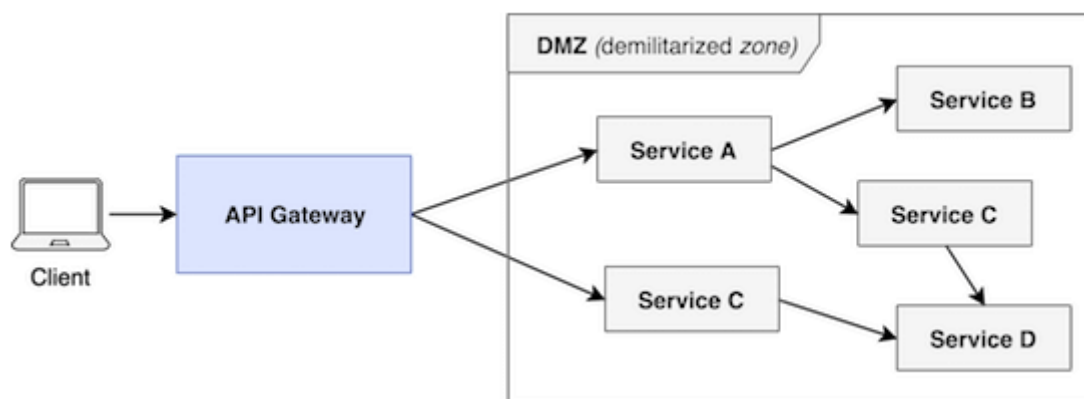 DMZ (demilitarized zone)
Service B
Service A
API Gateway
Service C
Client
Service C
Service D